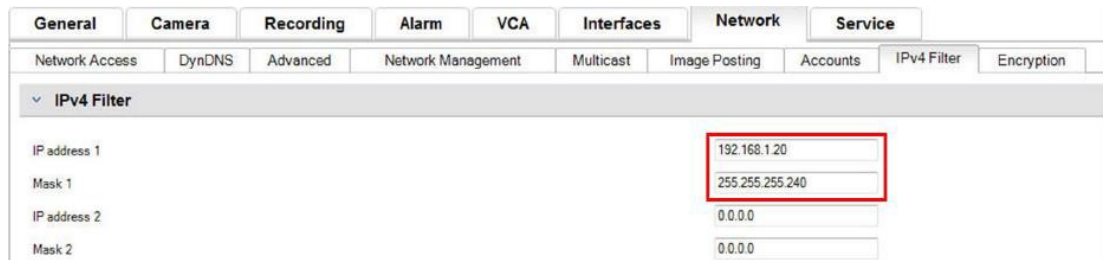 General Camera Recording Alarm VCA Interfaces Network Service
Network Access DynDNS Advanced Network Management Multicast Image Posting Accounts IPv4 Filter Encryption
IPv4 Filter
IP address 1 192.168.1.20
Mask 1 255.255.255.240
IP address 2 0.0.0.0
Mask 2 0.0.0.0